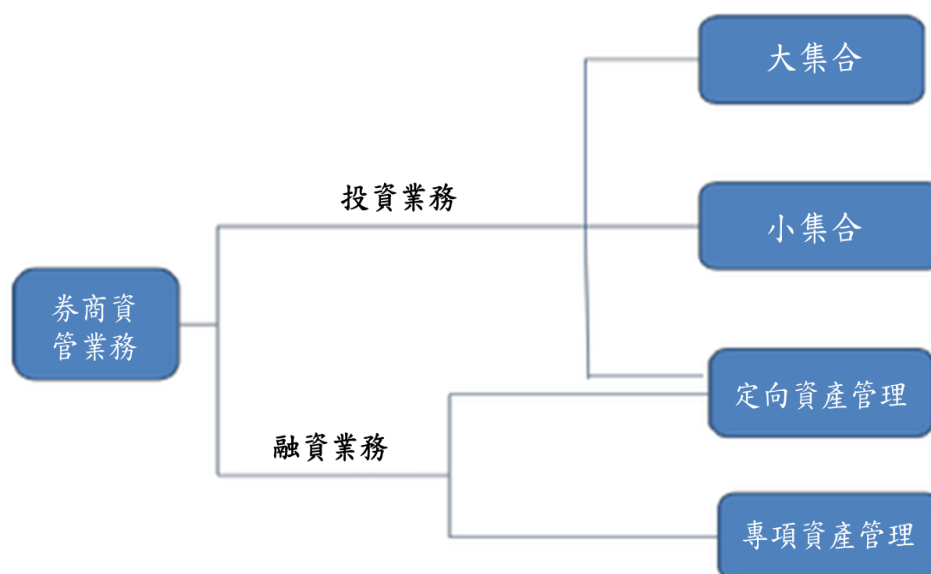 大集合
投資業務
小集合
券商資
管業務
定向資產管理
融資業務
專項資產管理